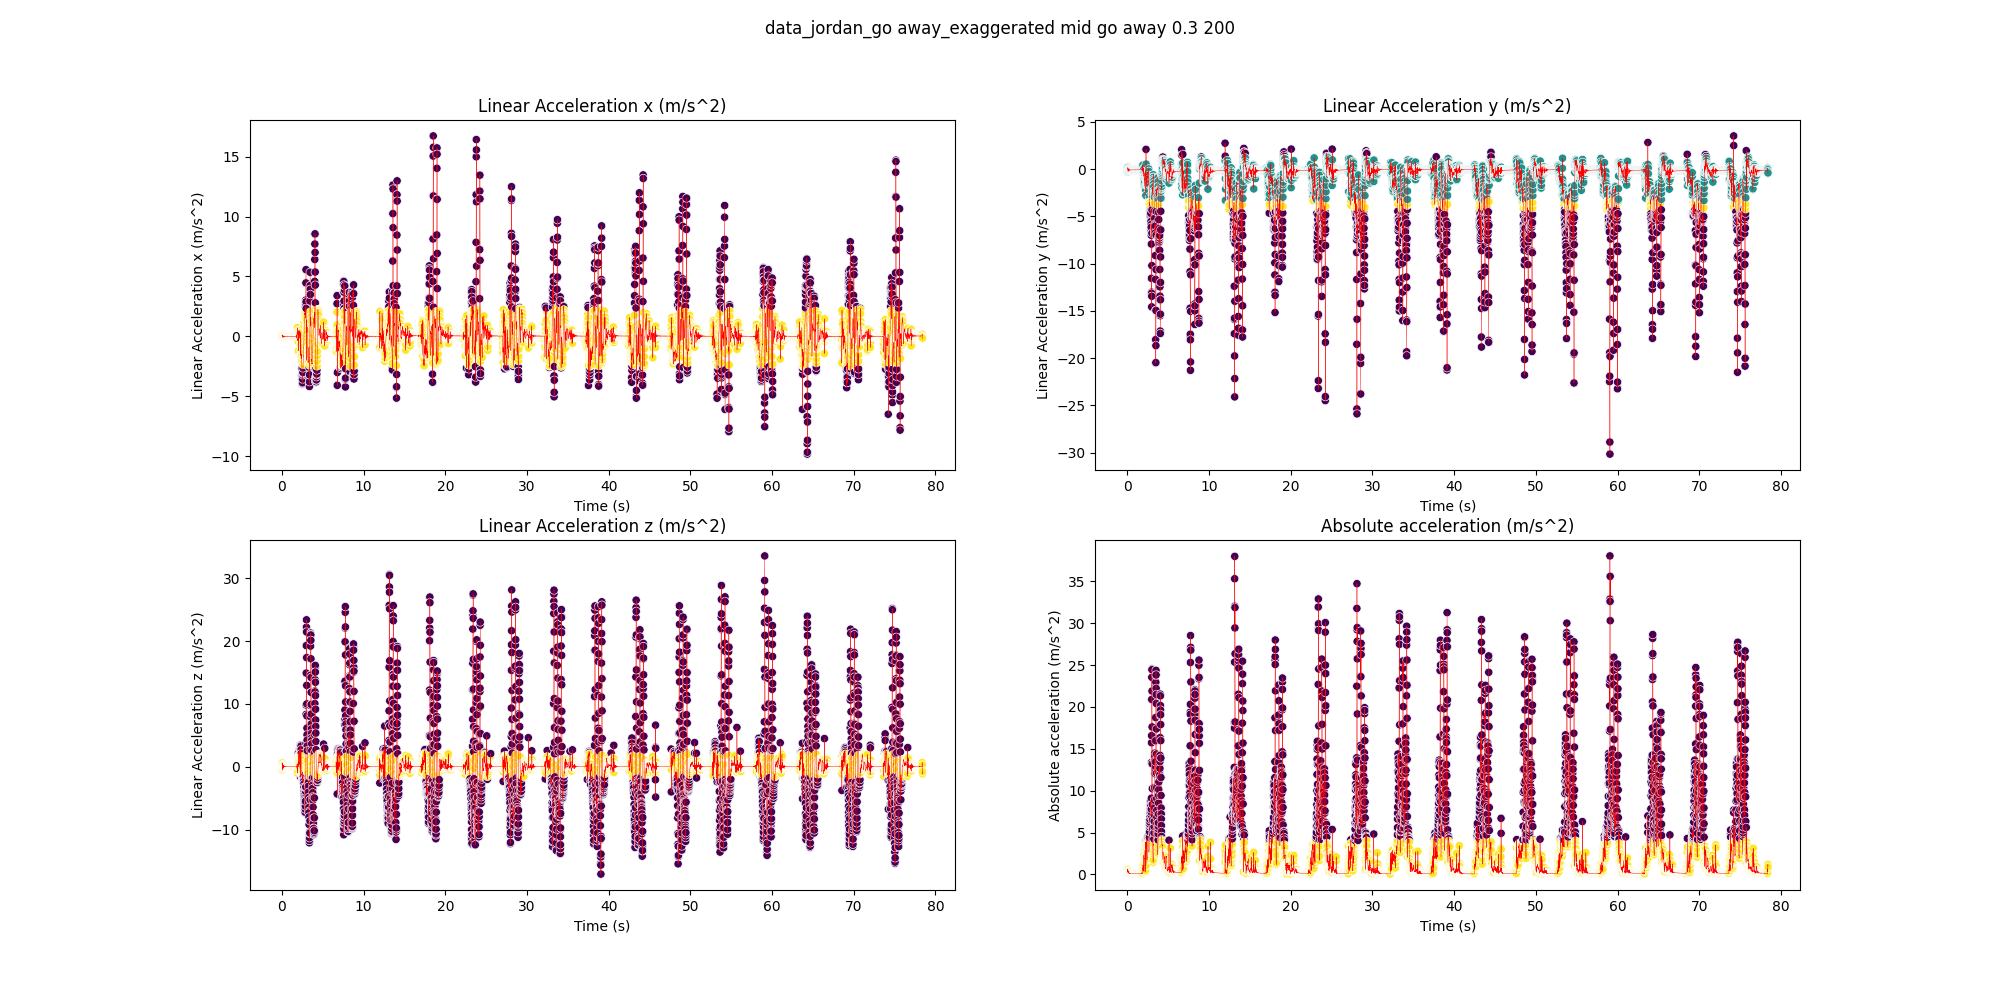 data_jordan_go away_exaggerated mid go away 0.3 200
Linear Acceleration x (m/s^2)
Linear Acceleration x (m/s^2)
15
10
5
0
−5
−10
0 10 20 30 40 50 60 70 80
Time (s)
Linear Acceleration y (m/s^2)
Linear Acceleration y (m/s^2)
5
0
−5
−10
−15
−20
−25
−30
0 10 20 30 40 50 60 70 80
Time (s)
Linear Acceleration z (m/s^2)
Linear Acceleration z (m/s^2)
30
20
10
0
−10
0 10 20 30 40 50 60 70 80
Time (s)
Absolute acceleration (m/s^2)
Absolute acceleration (m/s^2)
35
30
25
20
15
10
5
0
0 10 20 30 40 50 60 70 80
Time (s)